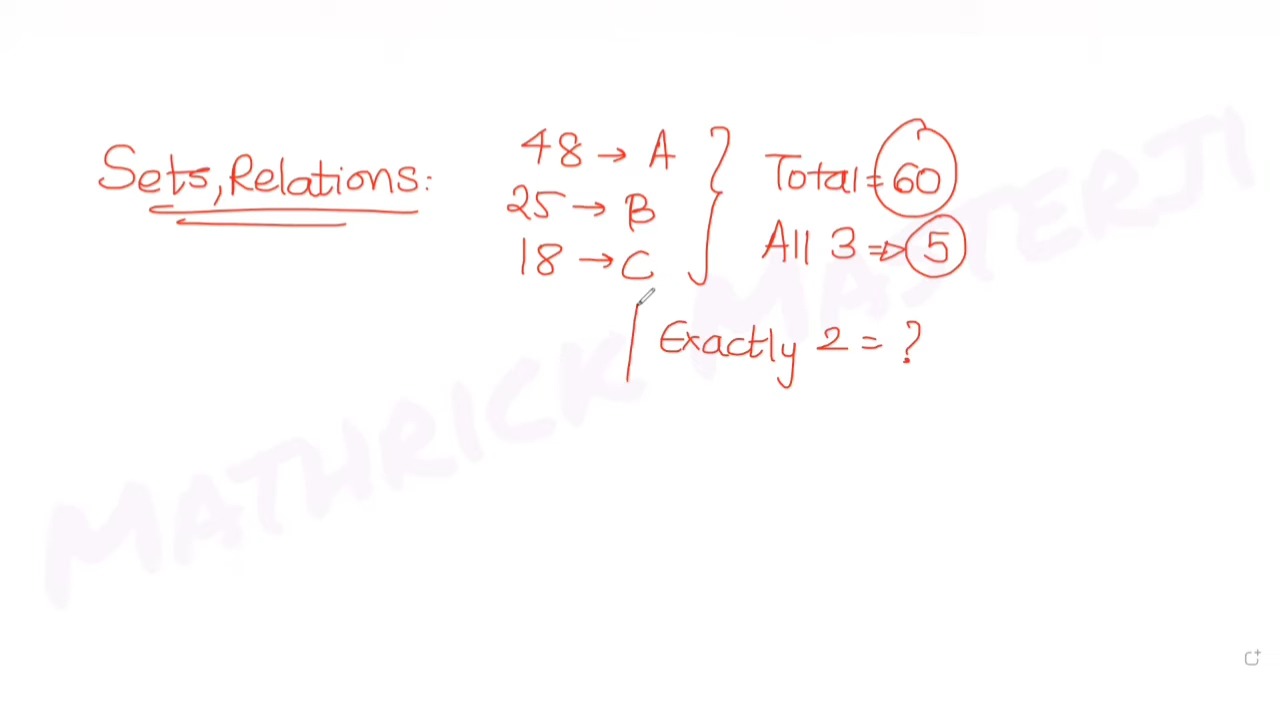 Sets, Relations:
48 → A
25 → B
18 → C
Total = 60
All 3 ⇒ 5
Exactly 2 = ?
MATHRICK MASTERJI